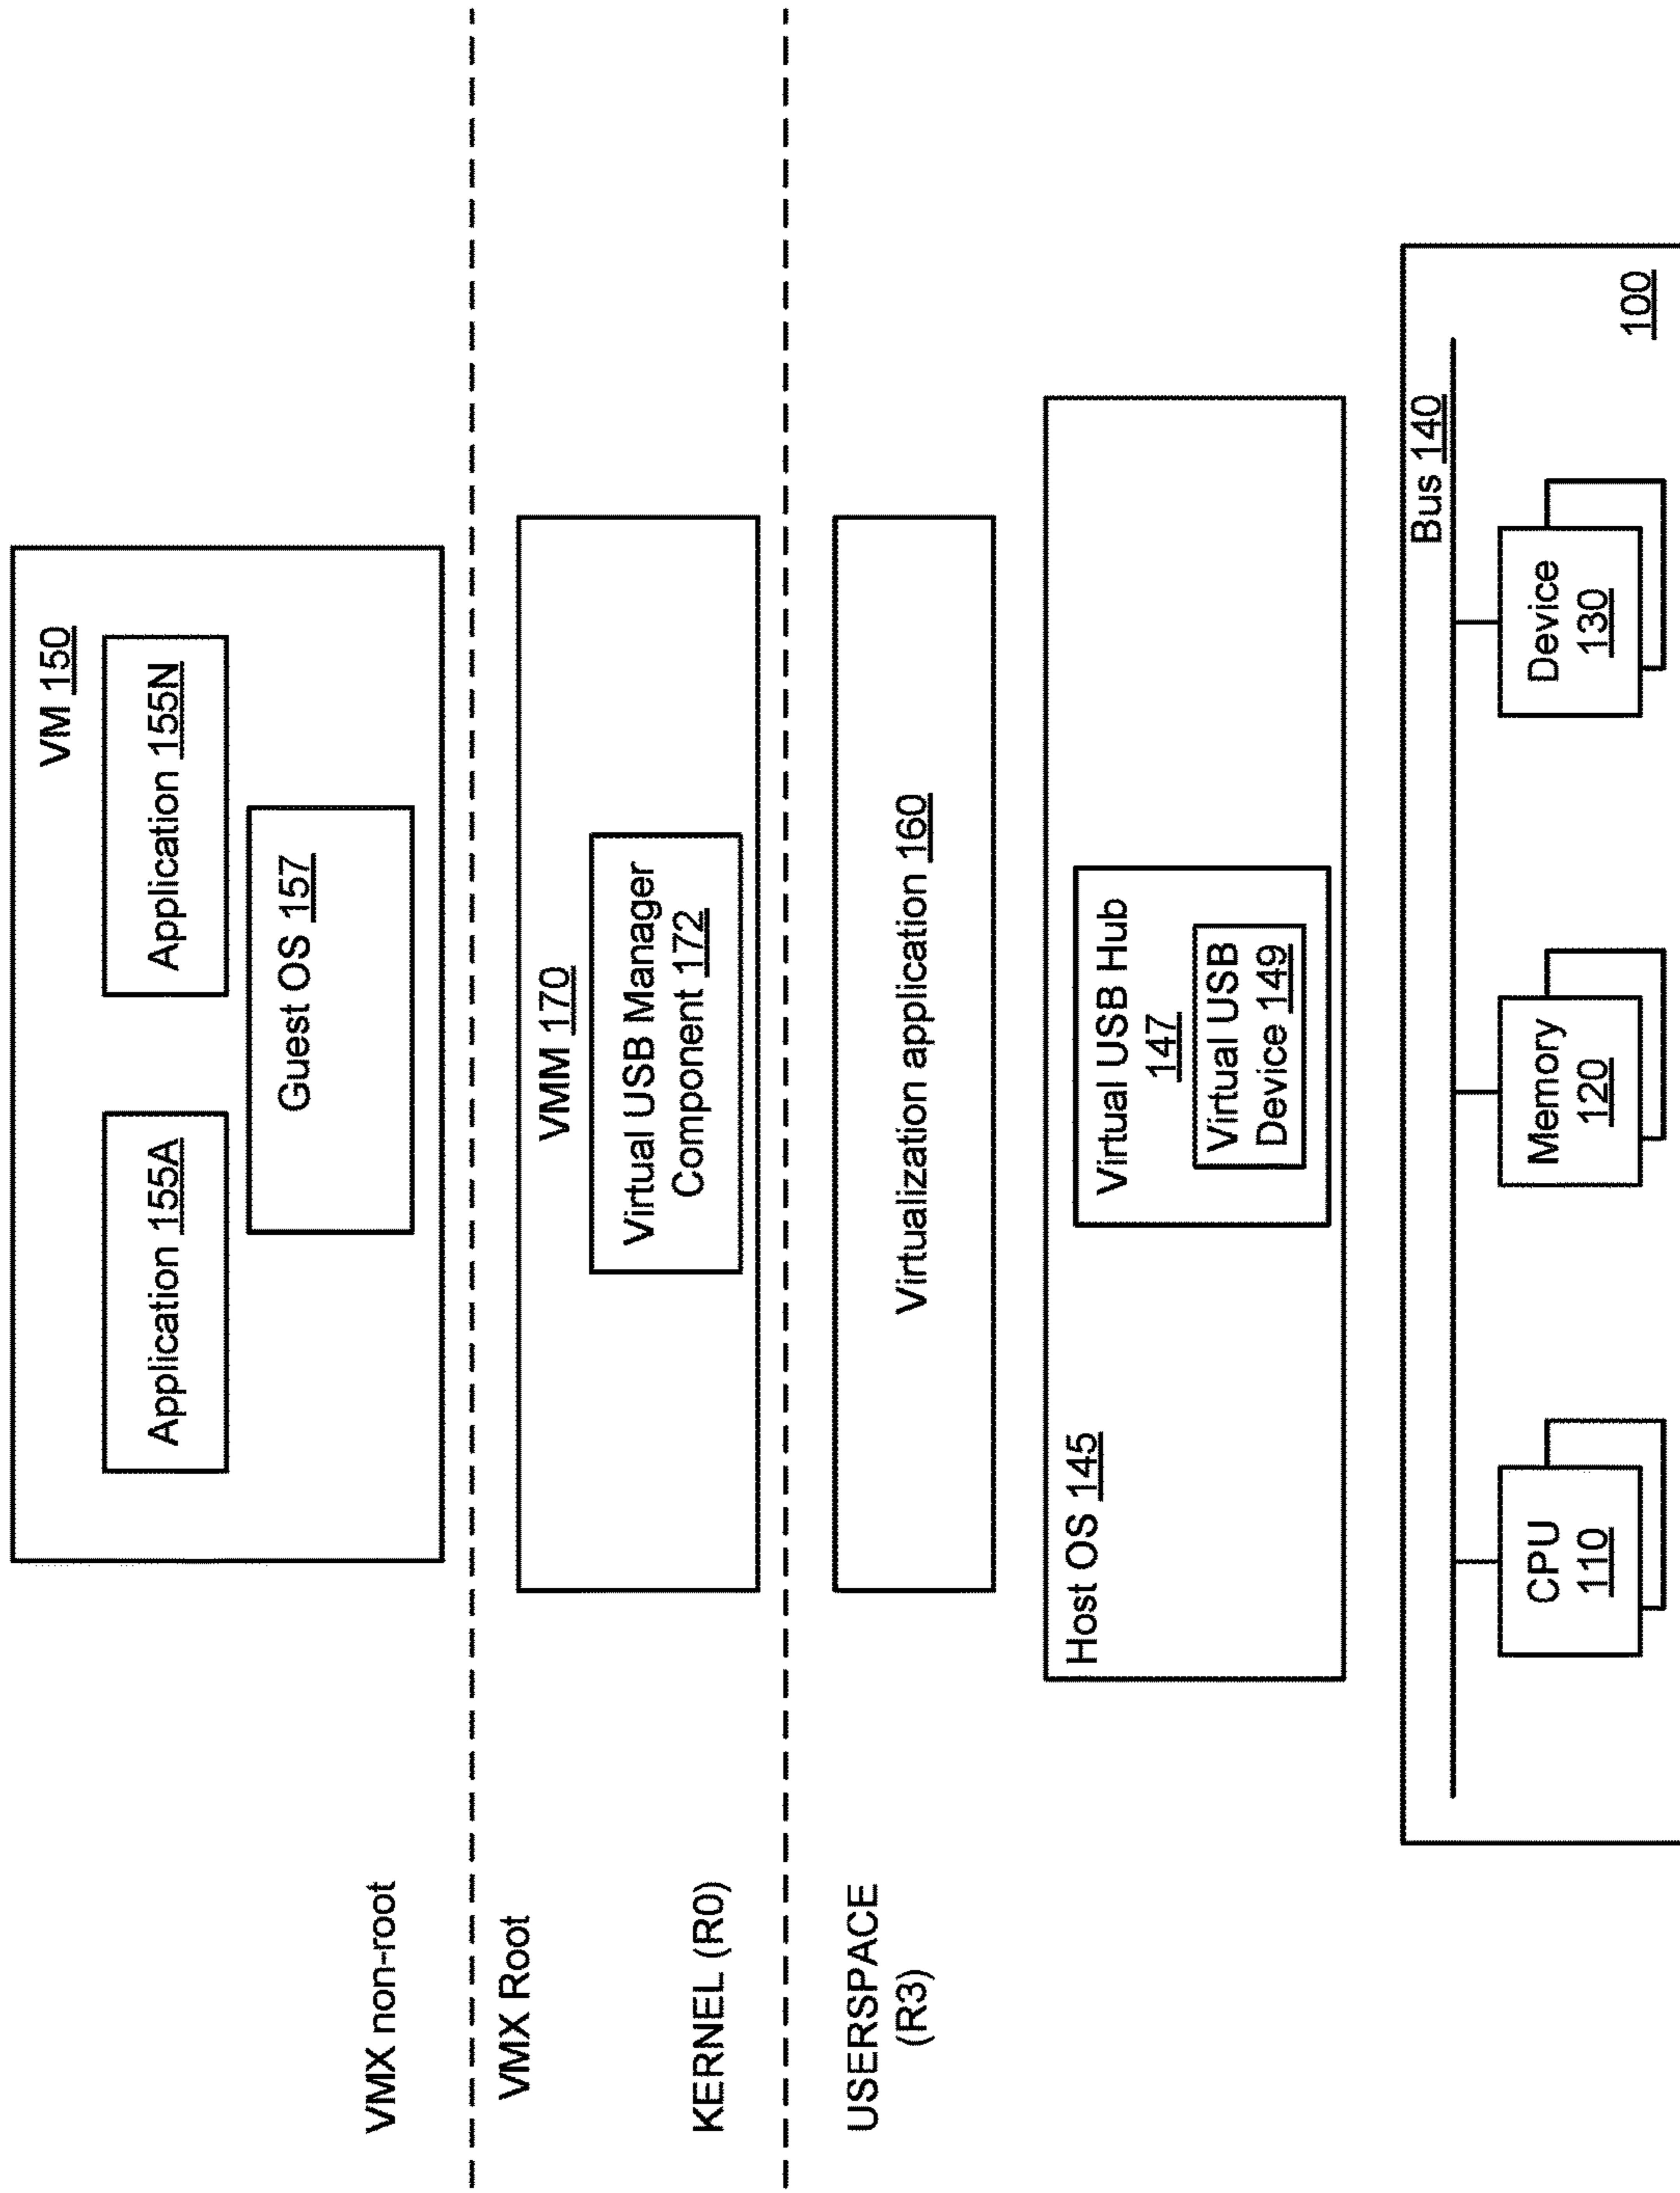 VM 150
Application 155A
Application 155N
Guest OS 157
VMX non-root
VMX Root
VMM 170
Virtual USB Manager
Component 172
KERNEL (R0)
USERSPACE
(R3)
Virtualization application 160
Host OS 145
Virtual USB Hub
147
Virtual USB
Device 149
Bus 140
CPU
110
Memory
120
Device
130
100